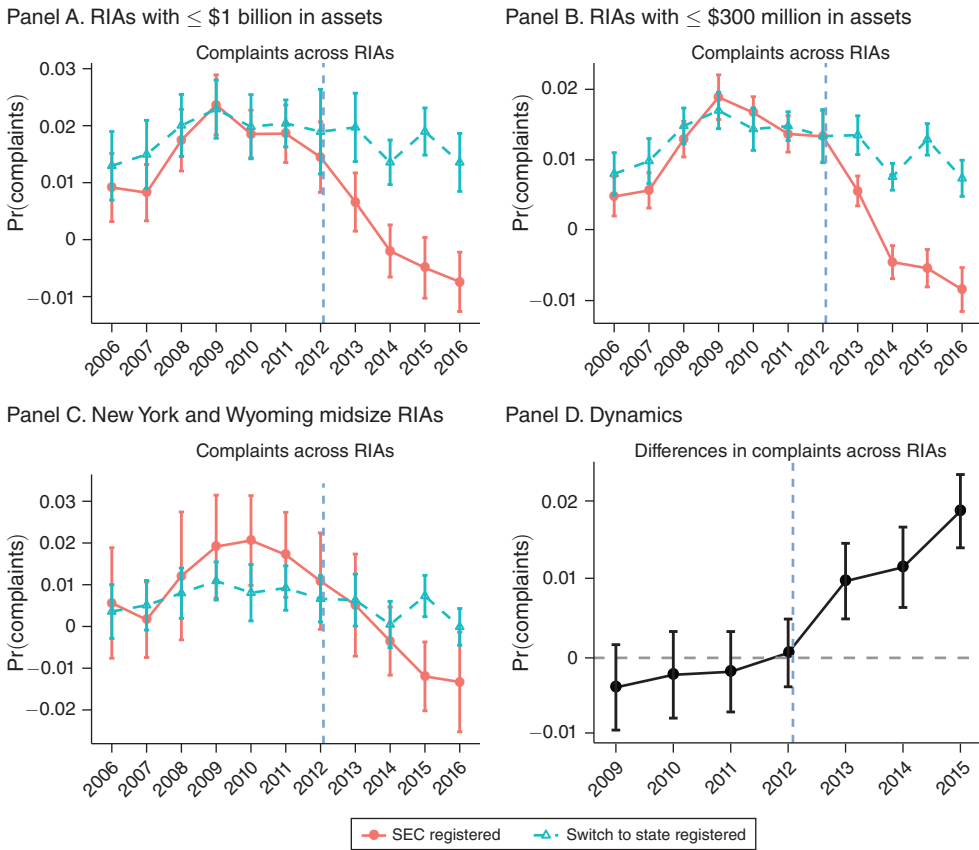 Panel A. RIAs with ≤ $1 billion in assets
Complaints across RIAs
Pr(complaints)
0.03
0.02
0.01
0
−0.01
2006 2007 2008 2009 2010 2011 2012 2013 2014 2015 2016
Panel B. RIAs with ≤ $300 million in assets
Complaints across RIAs
Pr(complaints)
0.02
0.01
0
−0.01
2006 2007 2008 2009 2010 2011 2012 2013 2014 2015 2016
Panel C. New York and Wyoming midsize RIAs
Complaints across RIAs
Pr(complaints)
0.03
0.02
0.01
0
−0.01
−0.02
2006 2007 2008 2009 2010 2011 2012 2013 2014 2015 2016
Panel D. Dynamics
Differences in complaints across RIAs
Pr(complaints)
0.02
0.01
0
−0.01
2009 2010 2011 2012 2013 2014 2015
SEC registered
Switch to state registered